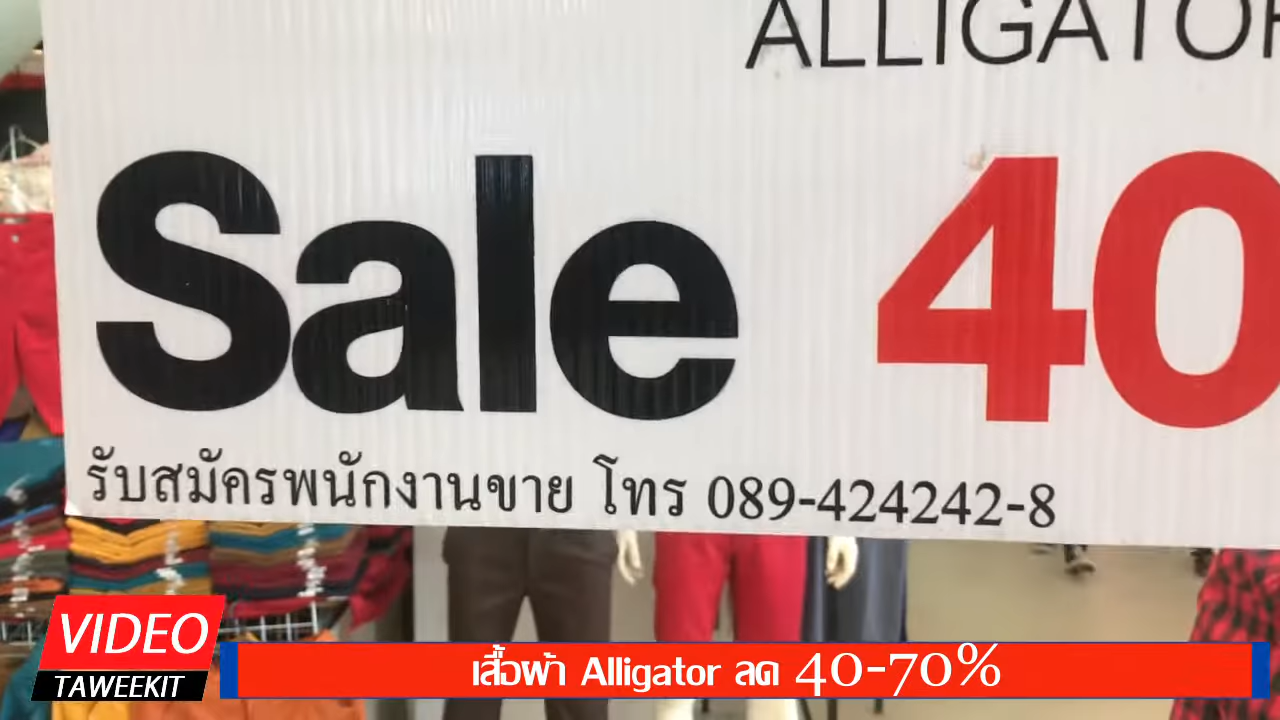 ALLIGATOR
Sale 40
รับสมัครพนักงานขาย โทร 089-424242-8
VIDEO
TAWEEKIT
เสื้อผ้า Alligator ลด 40-70%